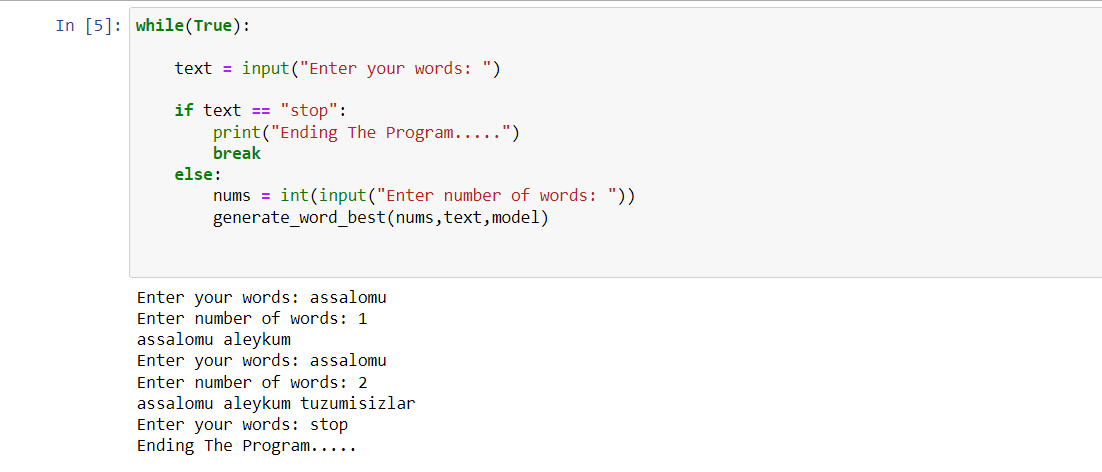 In [5]: while(True):
text = input("Enter your words: ")
if text == "stop":
print("Ending The Program.....")
break
else:
nums = int(input("Enter number of words: "))
generate_word_best(nums,text,model)
Enter your words: assalomu
Enter number of words: 1
assalomu aleykum
Enter your words: assalomu
Enter number of words: 2
assalomu aleykum tuzumisizlar
Enter your words: stop
Ending The Program.....